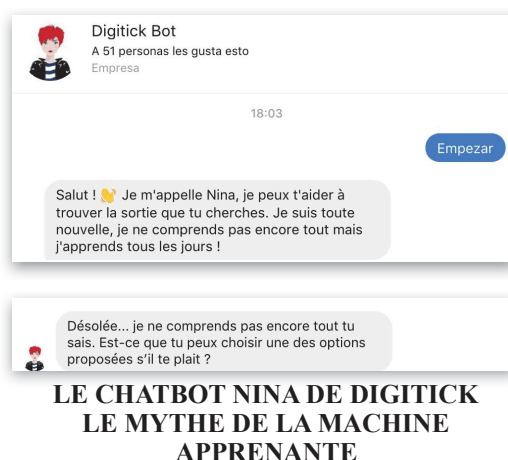 Digitick Bot
A 51 personas les gusta esto
Empresa
18:03
Empezar
Salut ! 👋 Je m'appelle Nina, je peux t'aider à
trouver la sortie que tu cherches. Je suis toute
nouvelle, je ne comprends pas encore tout mais
j'apprends tous les jours !
Désolée... je ne comprends pas encore tout tu
sais. Est-ce que tu peux choisir une des options
proposées s'il te plait ?
LE CHATBOT NINA DE DIGITICK
LE MYTHE DE LA MACHINE
APPRENANTE